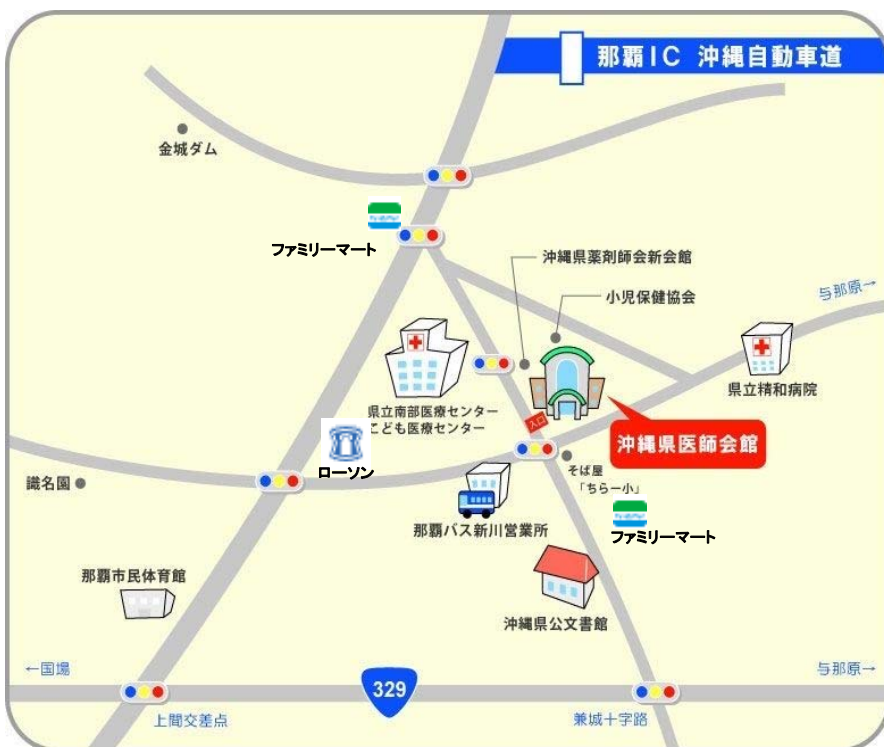 那覇IC 沖縄自動車道
金城ダム
ファミリーマート
沖縄県薬剤師会新会館
小児保健協会
与那原→
県立南部医療センター
こども医療センター
県立精和病院
入口
沖縄県医師会館
ローソン
識名園
そば屋
「ちらー小」
那覇バス新川営業所
ファミリーマート
那覇市民体育館
沖縄県公文書館
←国場
329
与那原→
上間交差点
兼城十字路